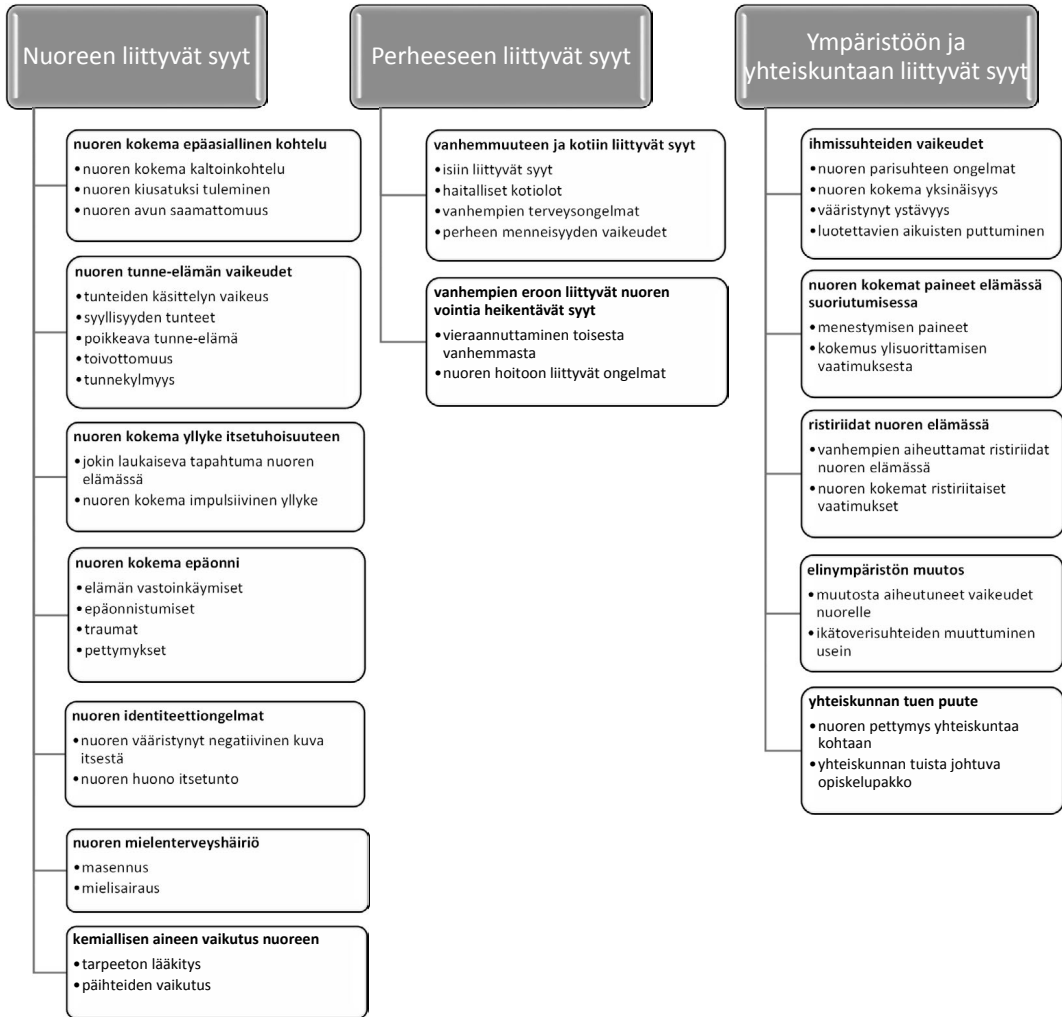 Nuoreen liittyvät syyt
nuoren kokema epäasiallinen kohtelu
•nuoren kokema kaltoinkohtelu
•nuoren kiusatuksi tuleminen
•nuoren avun saamattomuus
nuoren tunne-elämän vaikeudet
•tunteiden käsittelyn vaikeus
•syyllisyyden tunteet
•poikkeava tunne-elämä
•toivottomuus
•tunnekylmyys
nuoren kokema yllyke itsetuhoisuuteen
•jokin laukaiseva tapahtuma nuoren
elämässä
•nuoren kokema impulsiivinen yllyke
nuoren kokema epäonni
•elämän vastoinkäymiset
•epäonnistumiset
•traumat
•pettymykset
nuoren identiteettiongelmat
•nuoren vääristynyt negatiivinen kuva
itsestä
•nuoren huono itsetunto
nuoren mielenterveyshäiriö
•masennus
•mielisairaus
kemiallisen aineen vaikutus nuoreen
•tarpeeton lääkitys
•päihteiden vaikutus
Perheeseen liittyvät syyt
vanhemmuuteen ja kotiin liittyvät syyt
•isiin liittyvät syyt
•haitalliset kotiolot
•vanhempien terveysongelmat
•perheen menneisyyden vaikeudet
vanhempien eroon liittyvät nuoren
vointia heikentävät syyt
•vieraannuttaminen toisesta
vanhemmasta
•nuoren hoitoon liittyvät ongelmat
Ympäristöön ja
yhteiskuntaan liittyvät syyt
ihmissuhteiden vaikeudet
•nuoren parisuhteen ongelmat
•nuoren kokema yksinäisyys
•vääristynyt ystävyys
•luotettavien aikuisten puttuminen
nuoren kokemat paineet elämässä
suoriutumisessa
•menestymisen paineet
•kokemus ylisuorittamisen
vaatimuksesta
ristiriidat nuoren elämässä
•vanhempien aiheuttamat ristiriidat
nuoren elämässä
•nuoren kokemat ristiriitaiset
vaatimukset
elinympäristön muutos
•muutosta aiheutuneet vaikeudet
nuorelle
•ikätoverisuhteiden muuttuminen
usein
yhteiskunnan tuen puute
•nuoren pettymys yhteiskuntaa
kohtaan
•yhteiskunnan tuista johtuva
opiskelupakko